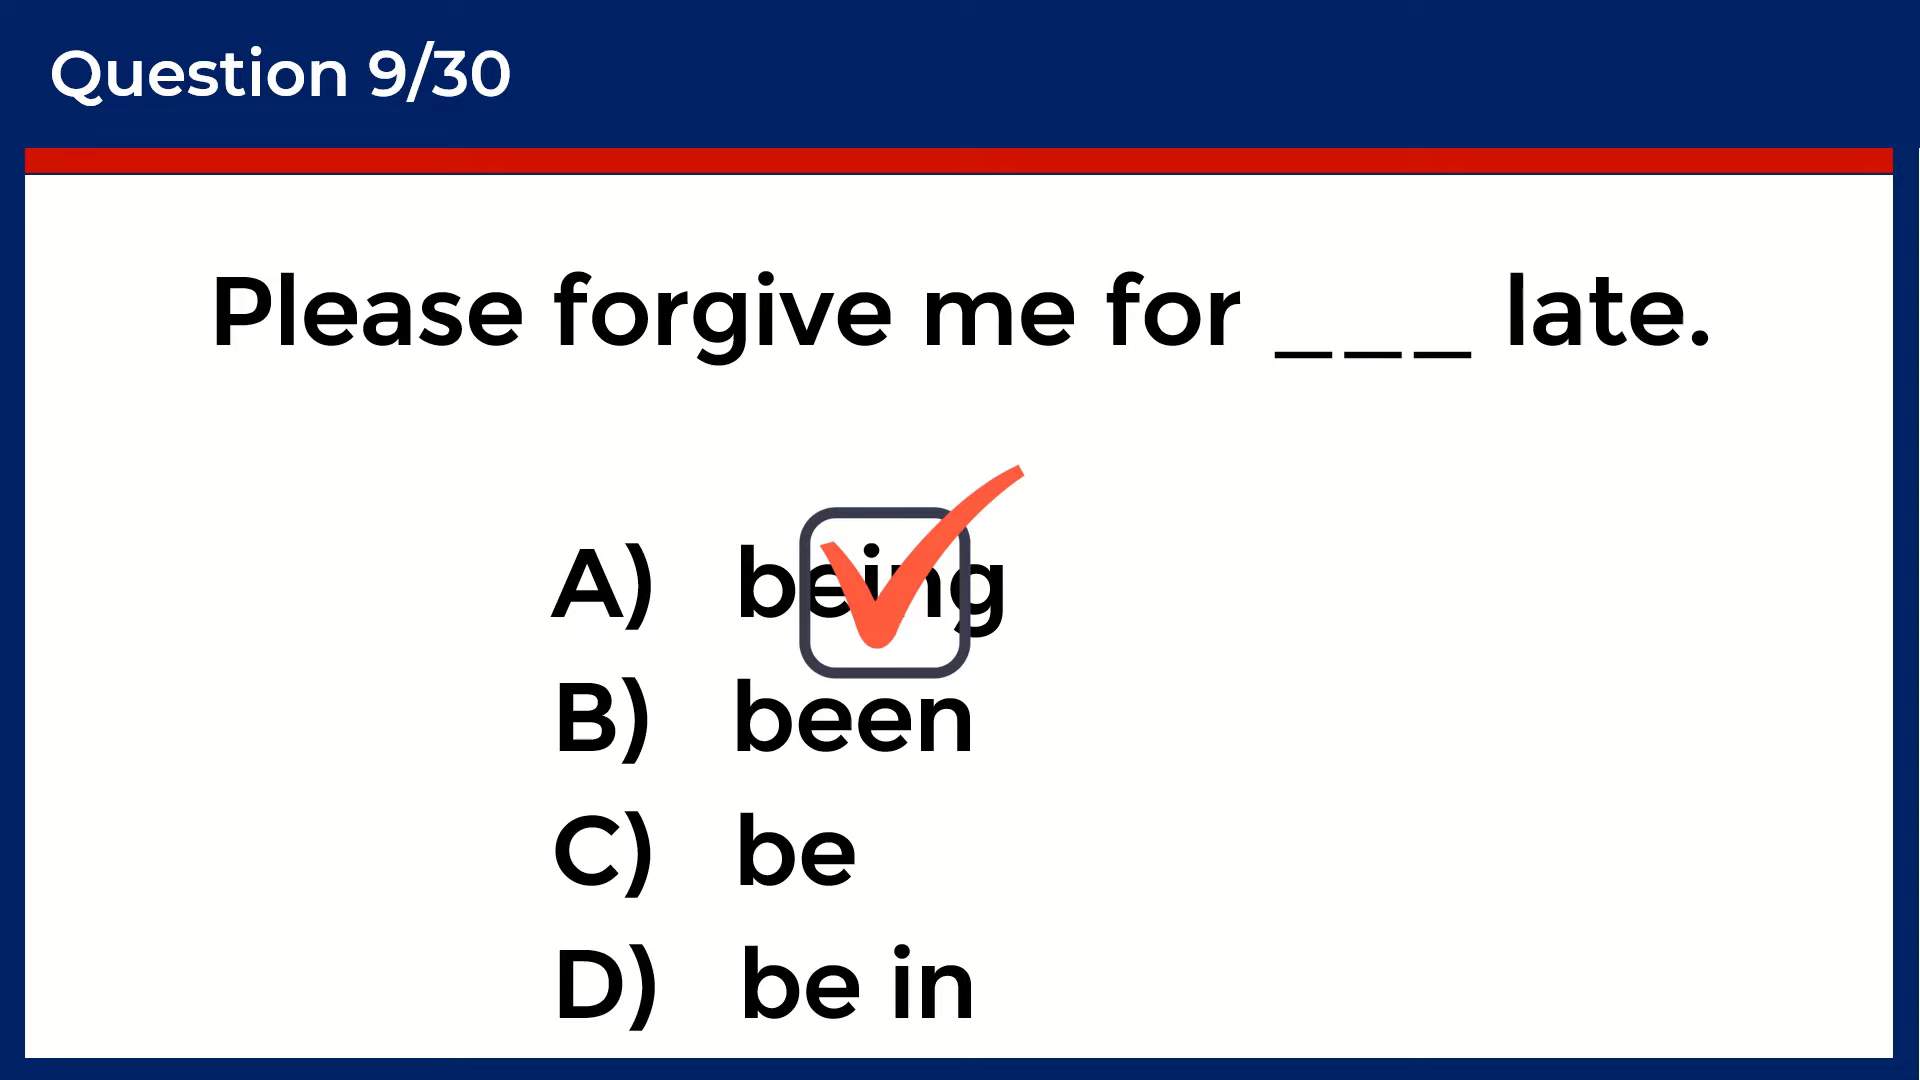 Question 9/30
Please forgive me for ___ late.
A) being
B) been
C) be
D) be in